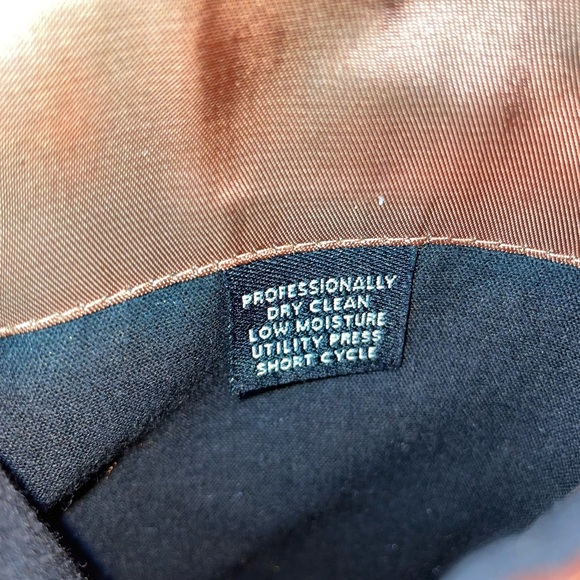 PROFESSIONALLY
DRY CLEAN
LOW MOISTURE
UTILITY PRESS
SHORT CYCLE